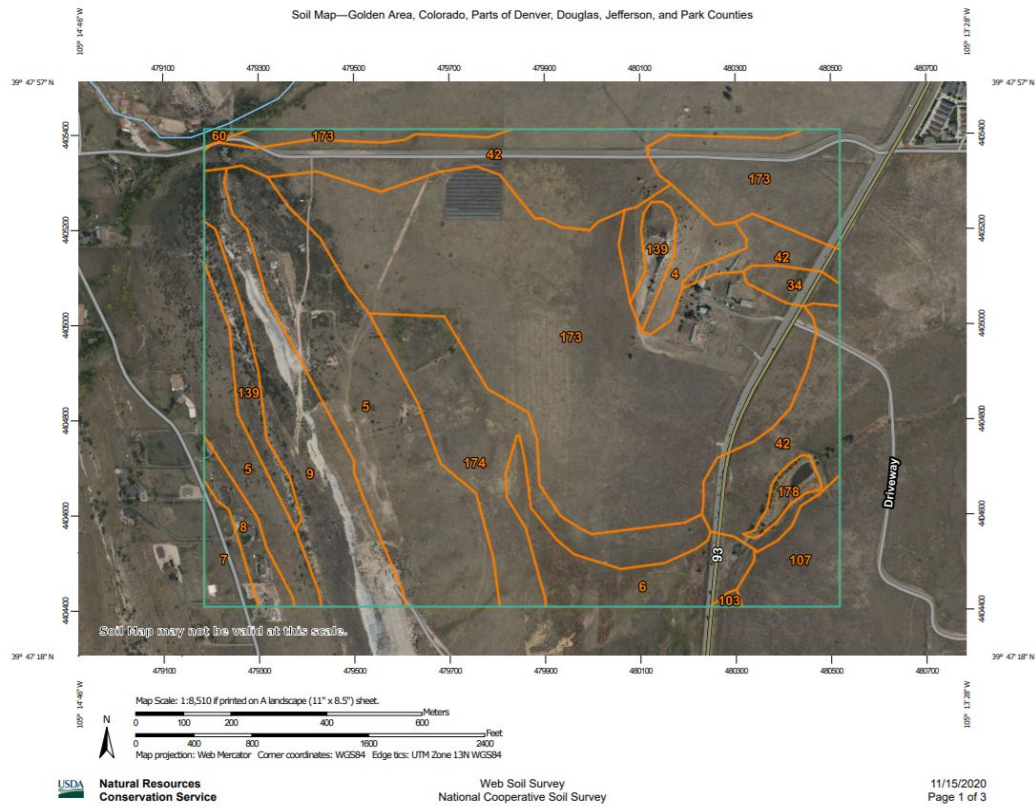 Soil Map—Golden Area, Colorado, Parts of Denver, Douglas, Jefferson, and Park Counties
105° 14' 46'' W
105° 13' 28'' W
479100 479300 479500 479700 479900 480100 480300 480500 480700
39° 47' 57'' N
39° 47' 57'' N
4405400
4405400
60
173
42
173
4405200
4405200
139
4
42
34
4405000
4405000
173
139
5
4404800
4404800
42
5
9
174
178
Driveway
4404600
4404600
8
7
93
107
6
103
4404400
4404400
Soil Map may not be valid at this scale.
39° 47' 18'' N
39° 47' 18'' N
479100 479300 479500 479700 479900 480100 480300 480500 480700
105° 14' 46'' W
105° 13' 28'' W
Map Scale: 1:8,510 if printed on A landscape (11" x 8.5") sheet.
N
Meters
0 100 200 400 600
Feet
0 400 800 1600 2400
Map projection: Web Mercator Corner coordinates: WGS84 Edge tics: UTM Zone 13N WGS84
USDA
Natural Resources
Conservation Service
Web Soil Survey
National Cooperative Soil Survey
11/15/2020
Page 1 of 3